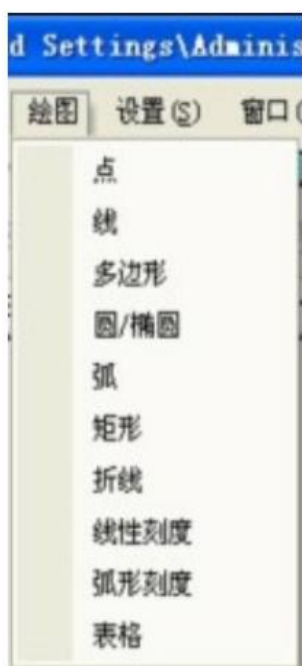 d Settings\Adminis
绘图 设置(S) 窗口(
点
线
多边形
圆/椭圆
弧
矩形
折线
线性刻度
弧形刻度
表格